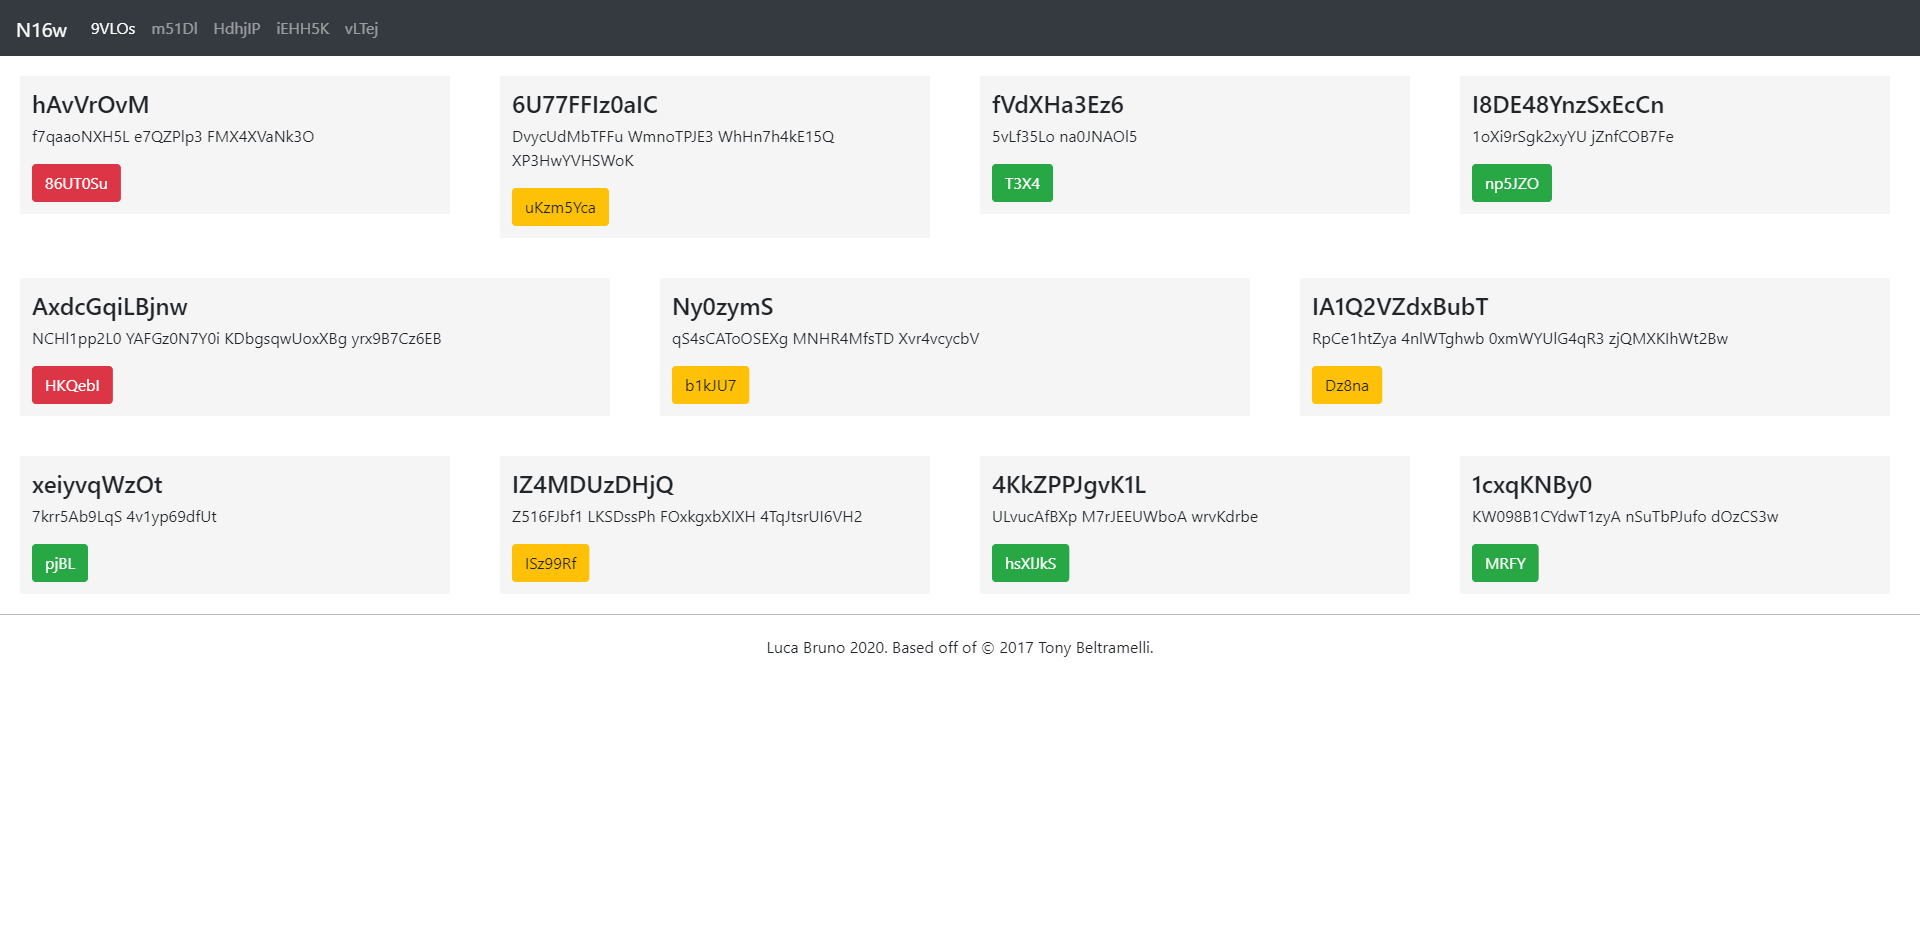 N16w 9VLOs m51Dl HdhjIP iEHH5K vLTej
hAvVrOvM
f7qaaoNXH5L e7QZPlp3 FMX4XVaNk3O
86UT0Su
6U77FFIz0aIC
DvycUdMbTFFu WmnoTPJE3 WhHn7h4kE15Q
XP3HwYVHSWoK
uKzm5Yca
fVdXHa3Ez6
5vLf35Lo na0JNAOl5
T3X4
I8DE48YnzSxEcCn
1oXi9rSgk2xyYU jZnfCOB7Fe
np5JZO
AxdcGqiLBjnw
NCHl1pp2L0 YAFGz0N7Y0i KDbgsqwUoxXBg yrx9B7Cz6EB
HKQebI
Ny0zymS
qS4sCAToOSEXg MNHR4MfsTD Xvr4vcycbV
b1kJU7
IA1Q2VZdxBubT
RpCe1htZya 4nlWTghwb 0xmWYUlG4qR3 zjQMXKIhWt2Bw
Dz8na
xeiyvqWzOt
7krr5Ab9LqS 4v1yp69dfUt
pjBL
IZ4MDUzDHjQ
Z516FJbf1 LKSDssPh FOxkgxbXIXH 4TqJtsrUI6VH2
ISz99Rf
4KkZPPJgvK1L
ULvucAfBXp M7rJEEUWboA wrvKdrbe
hsXlJkS
1cxqKNBy0
KW098B1CYdwT1zyA nSuTbPJufo dOzCS3w
MRFY
Luca Bruno 2020. Based off of © 2017 Tony Beltramelli.